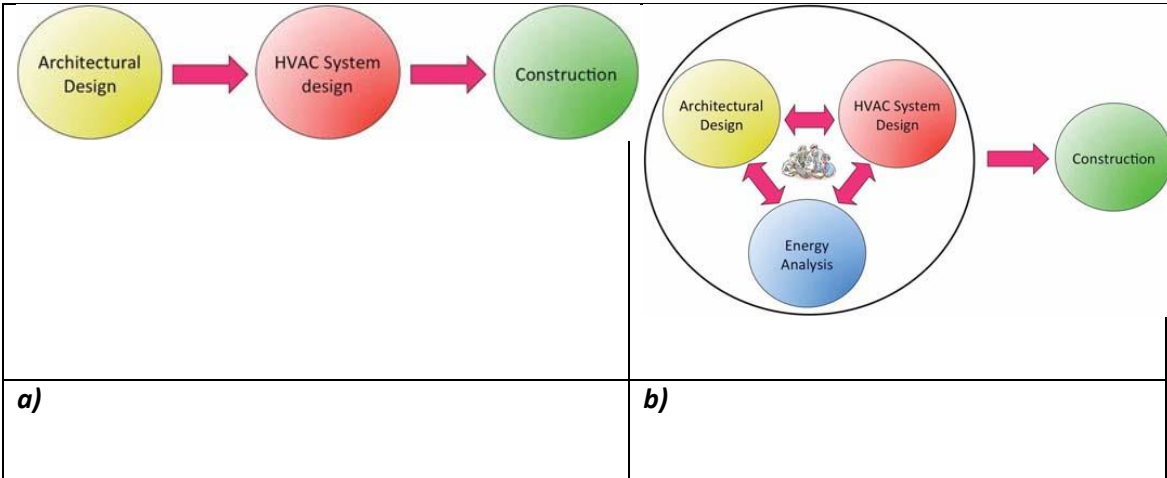 Architectural
Design
HVAC System
design
Construction
Architectural
Design
HVAC System
Design
Energy
Analysis
Construction
a)
b)